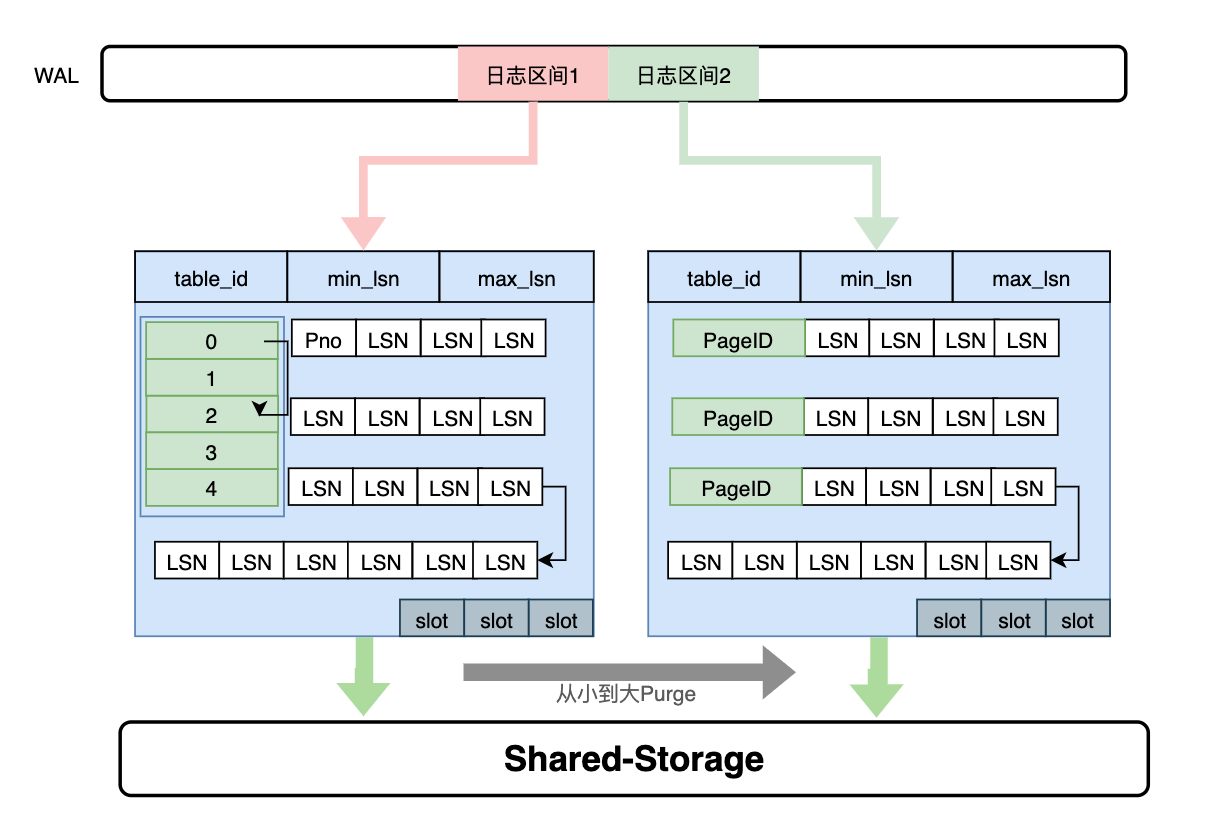 WAL 日志区间1 日志区间2
table_id min_lsn max_lsn
0 Pno LSN LSN LSN
1
2 LSN LSN LSN LSN
3
4 LSN LSN LSN LSN
LSN LSN LSN LSN LSN LSN
slot slot slot
table_id min_lsn max_lsn
PageID LSN LSN LSN LSN
PageID LSN LSN LSN LSN
PageID LSN LSN LSN LSN
LSN LSN LSN LSN LSN LSN
slot slot slot
从小到大Purge
Shared-Storage